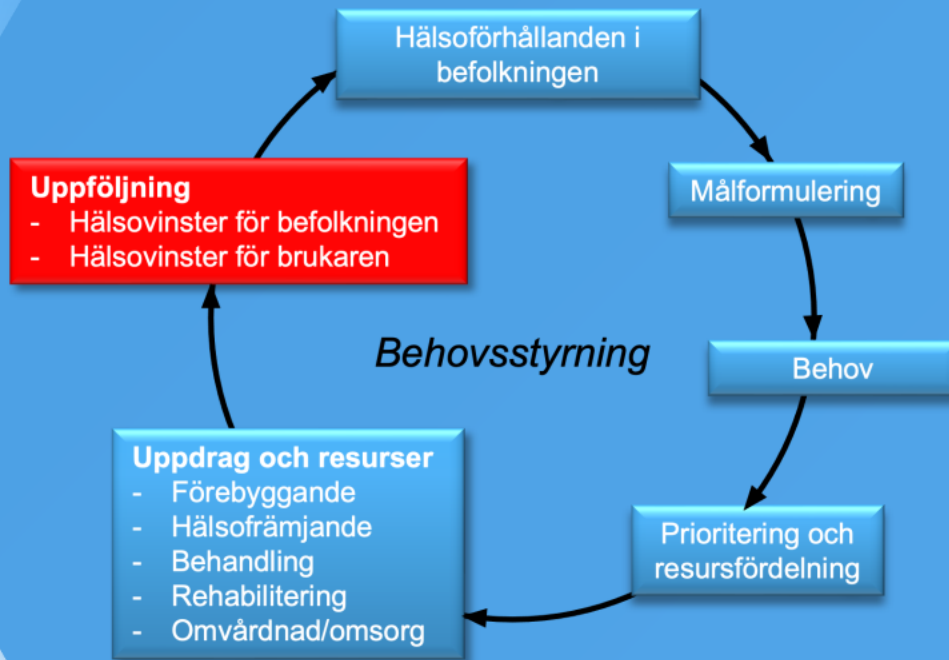 Hälsoförhållanden i
befolkningen
Målformulering
Behov
Prioritering och
resursfördelning
Uppdrag och resurser
- Förebyggande
- Hälsofrämjande
- Behandling
- Rehabilitering
- Omvårdnad/omsorg
Uppföljning
- Hälsovinster för befolkningen
- Hälsovinster för brukaren
Behovsstyrning